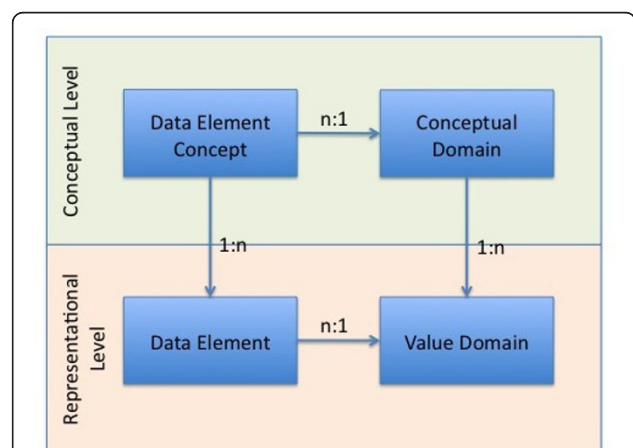 Conceptual Level
Data Element
Concept
n:1
Conceptual
Domain
1:n
1:n
Representational
Level
Data Element
n:1
Value Domain